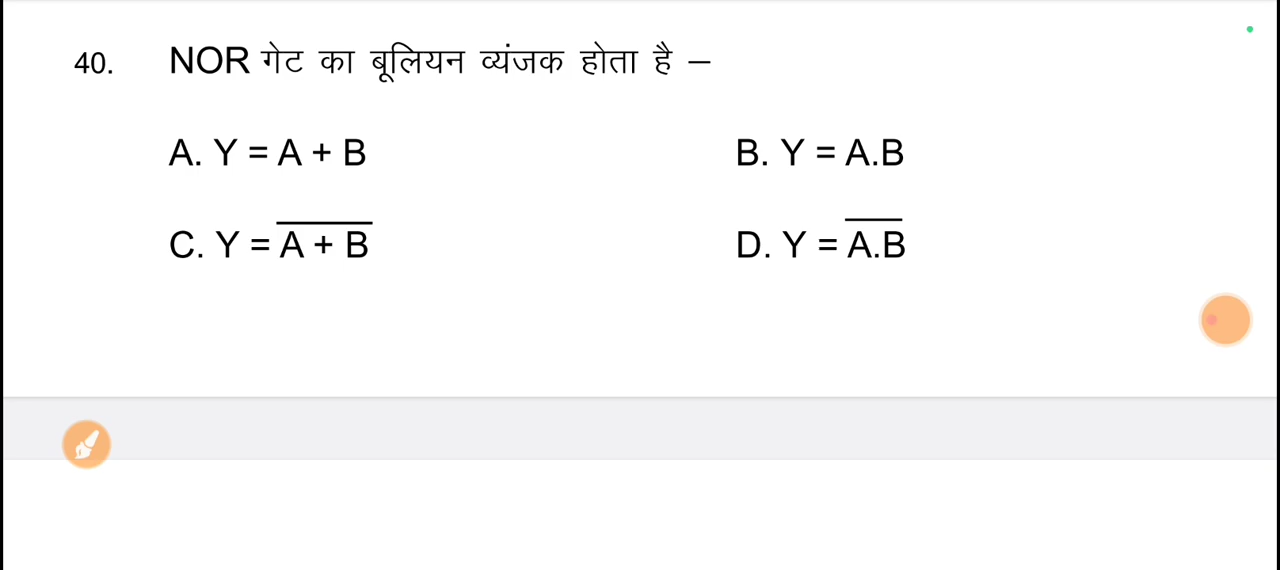 40. NOR गेट का बूलियन व्यंजक होता है –
A. Y = A + B B. Y = A.B
C. Y = A̅ ̅+̅ ̅B̅ D. Y = A̅.̅B̅